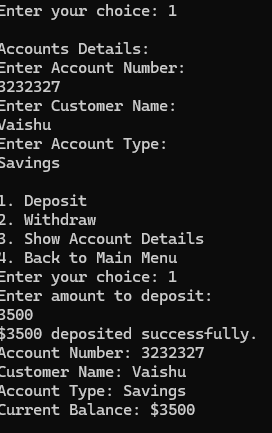 Enter your choice: 1
Accounts Details:
Enter Account Number:
3232327
Enter Customer Name:
Vaishu
Enter Account Type:
Savings
1. Deposit
2. Withdraw
3. Show Account Details
4. Back to Main Menu
Enter your choice: 1
Enter amount to deposit:
3500
$3500 deposited successfully.
Account Number: 3232327
Customer Name: Vaishu
Account Type: Savings
Current Balance: $3500